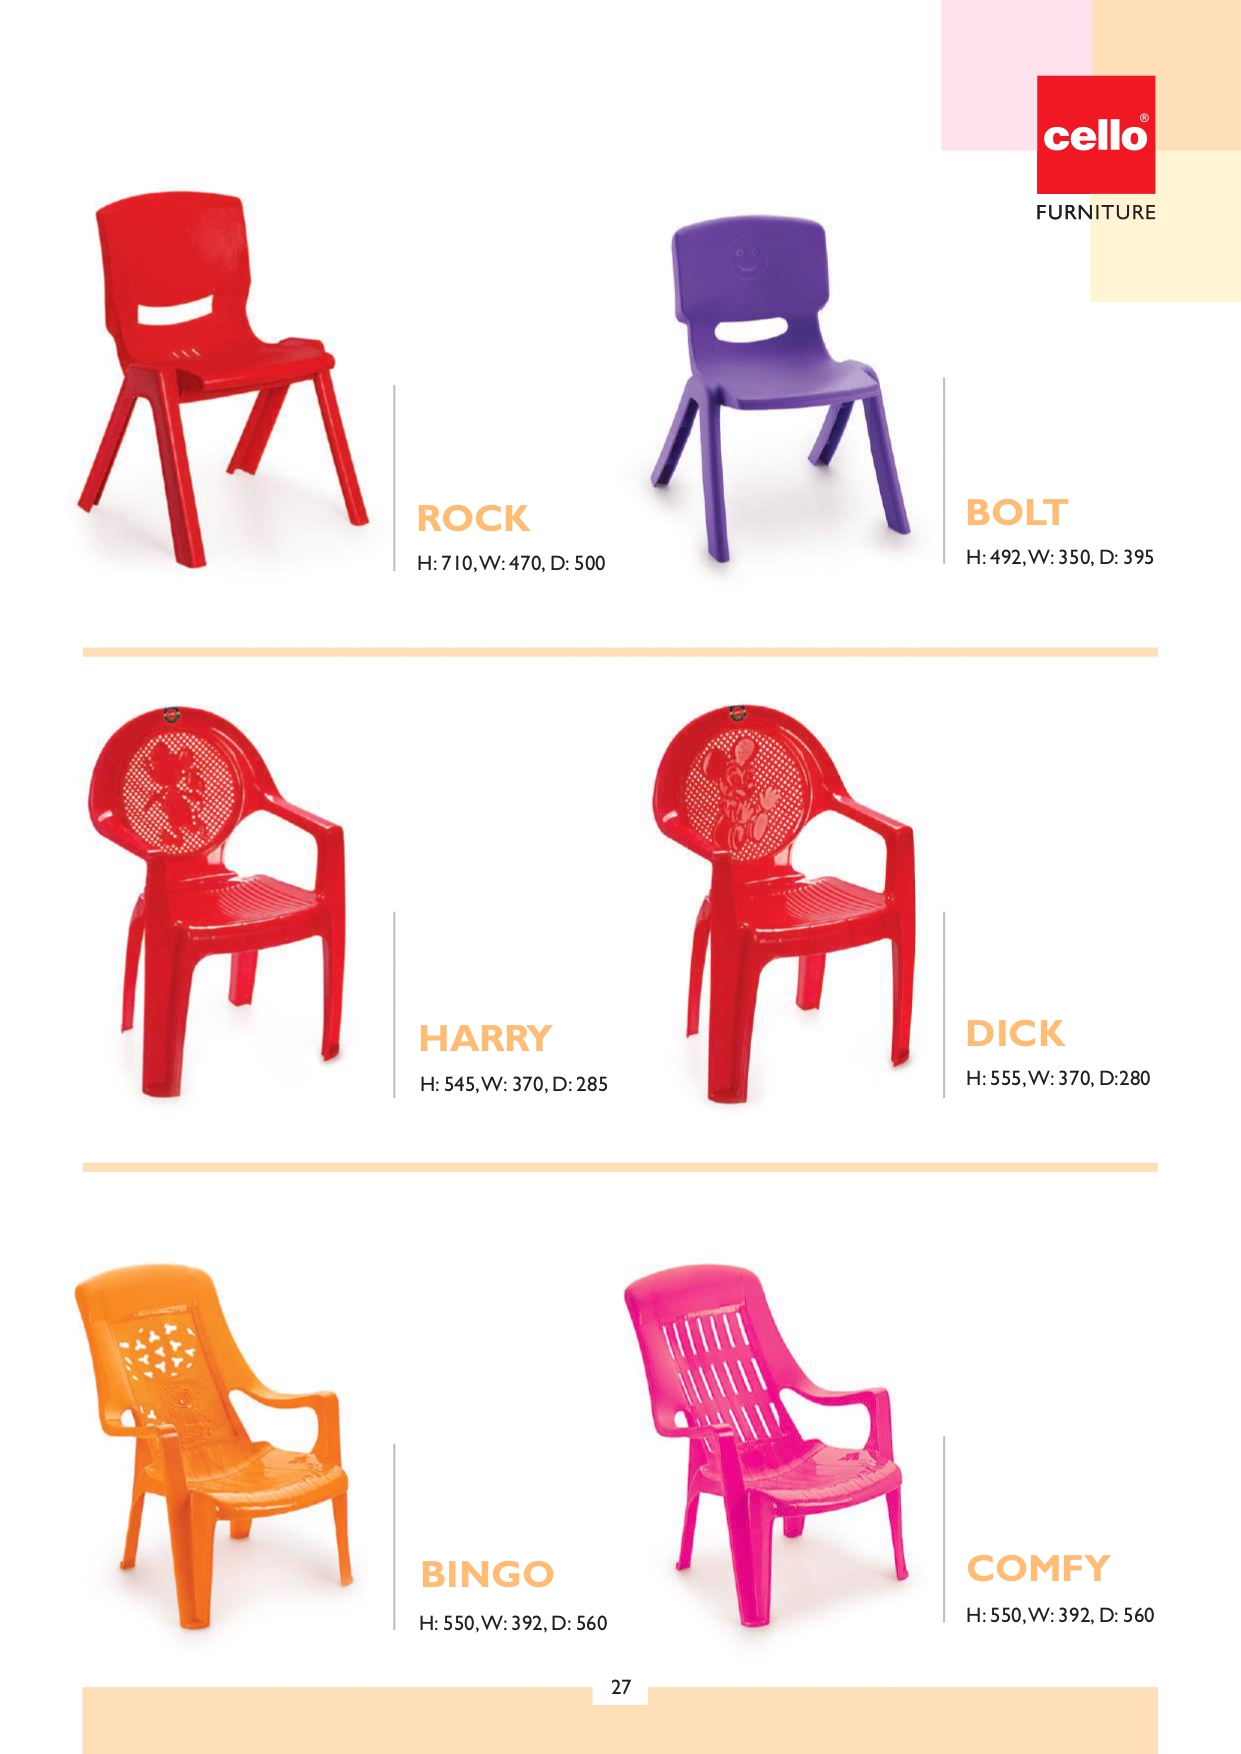 cello®
FURNITURE
ROCK
H: 710, W: 470, D: 500
BOLT
H: 492, W: 350, D: 395
HARRY
H: 545, W: 370, D: 285
DICK
H: 555, W: 370, D:280
BINGO
H: 550, W: 392, D: 560
COMFY
H: 550, W: 392, D: 560
27